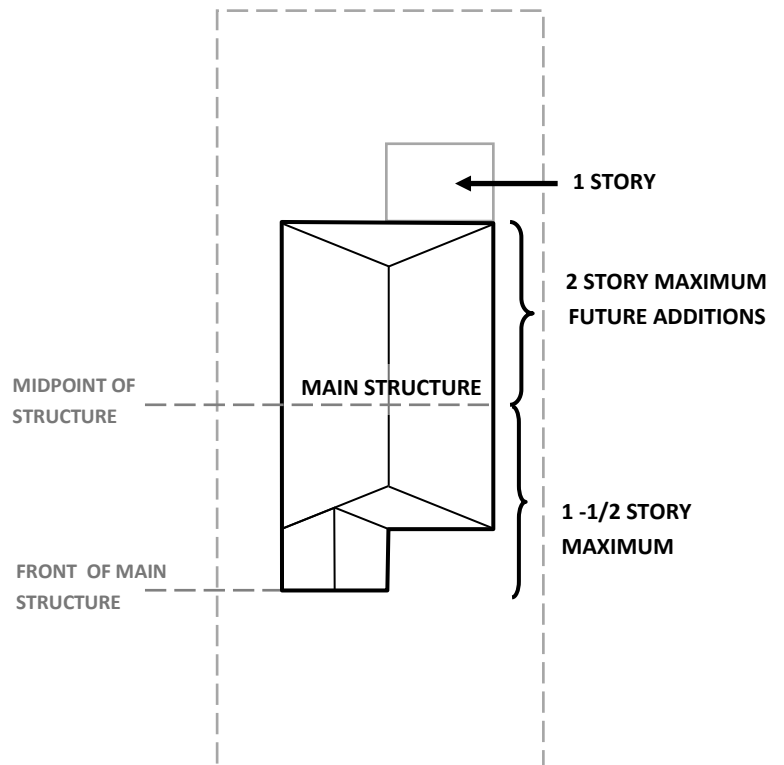 1 STORY
2 STORY MAXIMUM
FUTURE ADDITIONS
MAIN STRUCTURE
MIDPOINT OF
STRUCTURE
1 -1/2 STORY
MAXIMUM
FRONT OF MAIN
STRUCTURE